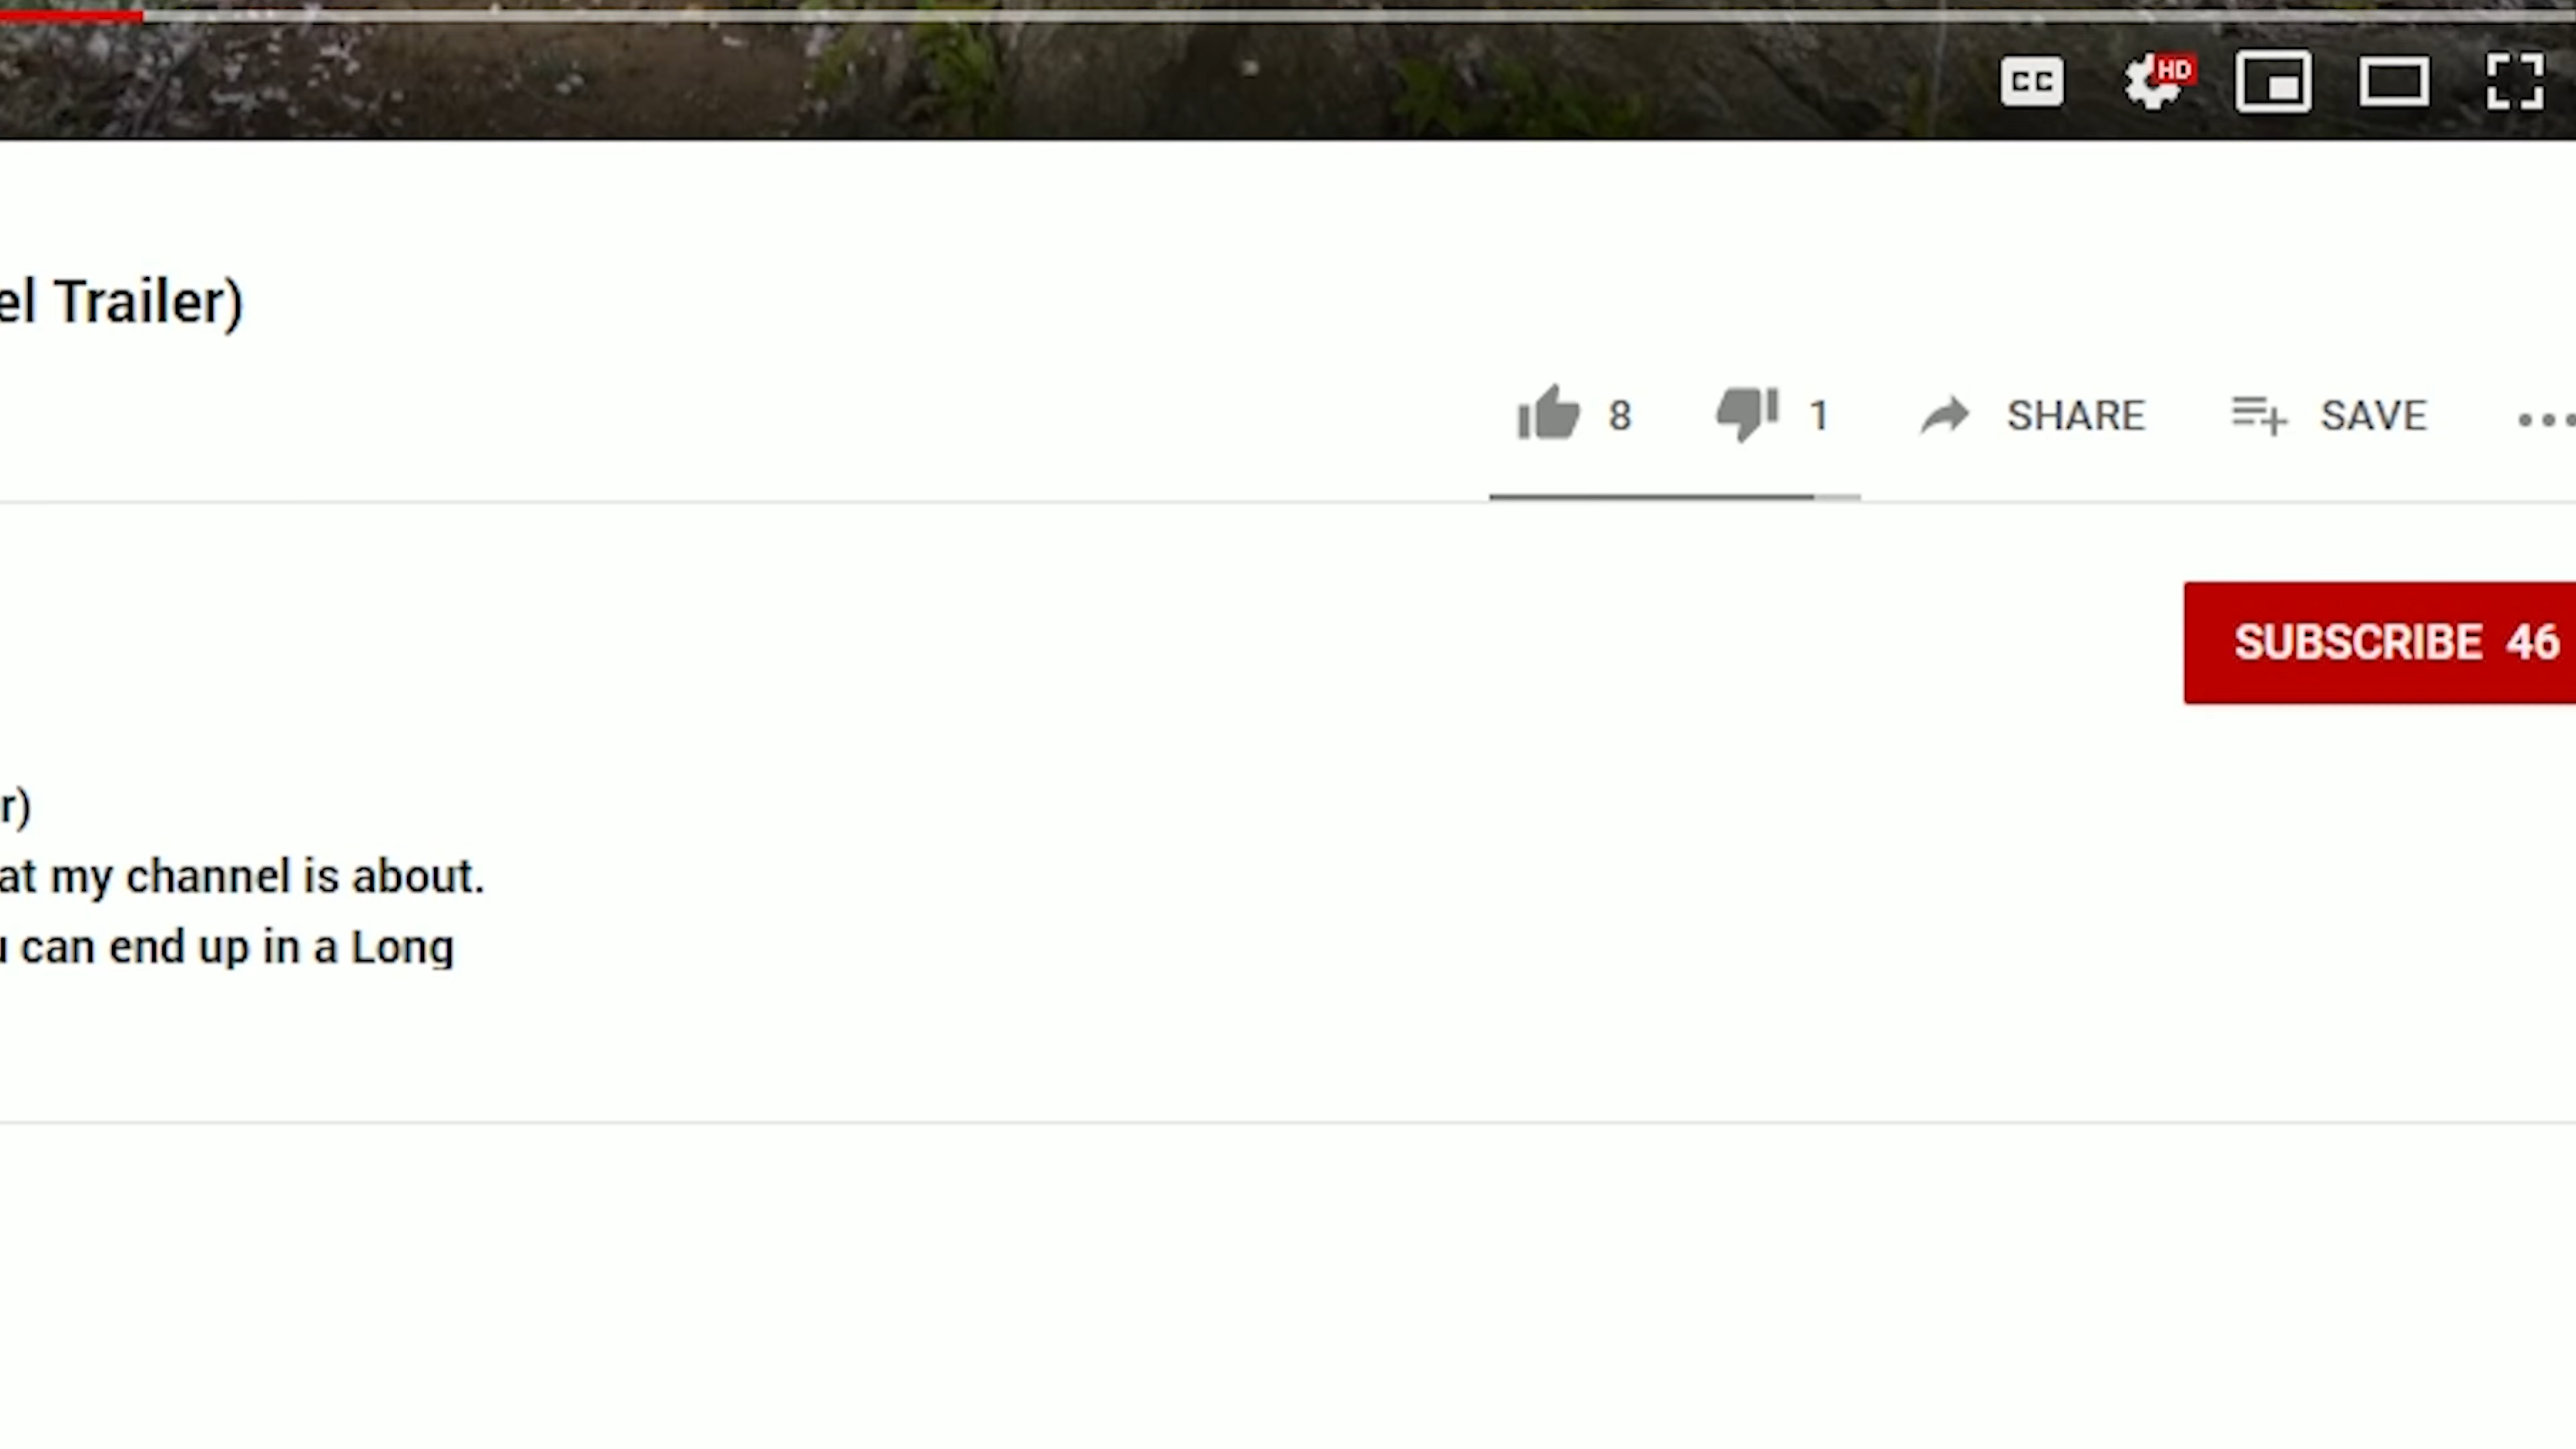 CC HD
el Trailer)
8 1 SHARE SAVE
SUBSCRIBE 46
r)
at my channel is about.
u can end up in a Long